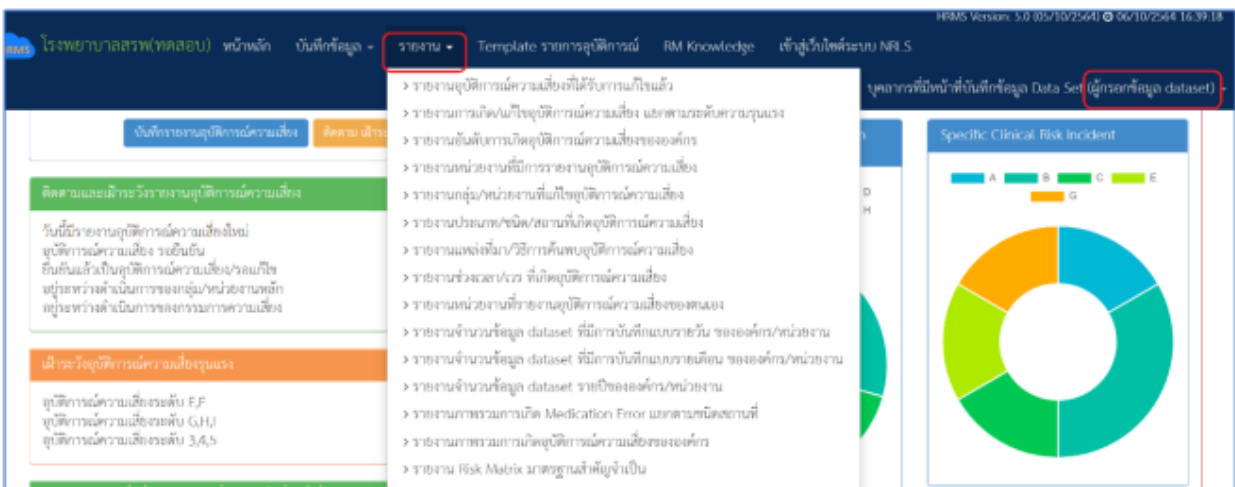 HRMS Version: 5.0 (05/10/2564) 06/10/2564 16:39:18
HRMS โรงพยาบาลสรพ(ทดสอบ) หน้าหลัก บันทึกข้อมูล รายงาน Template รายการอุบัติการณ์ RM Knowledge เข้าสู่เว็บไซต์ระบบ NRLS
บุคลากรที่มีหน้าที่บันทึกข้อมูล Data Set (ผู้กรอกข้อมูล dataset)
บันทึกรายงานอุบัติการณ์ความเสี่ยง
ติดตาม เฝ้าระ
ติดตามและเฝ้าระวังรายงานอุบัติการณ์ความเสี่ยง
วันนี้มีรายงานอุบัติการณ์ความเสี่ยงใหม่
อุบัติการณ์ความเสี่ยง รอยืนยัน
ยืนยันแล้วเป็นอุบัติการณ์ความเสี่ยง/รอแก้ไข
อยู่ระหว่างดำเนินการของกลุ่ม/หน่วยงานหลัก
อยู่ระหว่างดำเนินการของกรรมการความเสี่ยง
เฝ้าระวังอุบัติการณ์ความเสี่ยงรุนแรง
อุบัติการณ์ความเสี่ยงระดับ E,F
อุบัติการณ์ความเสี่ยงระดับ G,H,I
อุบัติการณ์ความเสี่ยงระดับ 3,4,5
> รายงานอุบัติการณ์ความเสี่ยงที่ได้รับการแก้ไขแล้ว
> รายงานการเกิด/แก้ไขอุบัติการณ์ความเสี่ยง แยกตามระดับความรุนแรง
> รายงานอันดับการเกิดอุบัติการณ์ความเสี่ยงขององค์กร
> รายงานหน่วยงานที่มีการรายงานอุบัติการณ์ความเสี่ยง
> รายงานกลุ่ม/หน่วยงานที่แก้ไขอุบัติการณ์ความเสี่ยง
> รายงานประเภท/ชนิด/สถานที่เกิดอุบัติการณ์ความเสี่ยง
> รายงานแหล่งที่มา/วิธีการค้นพบอุบัติการณ์ความเสี่ยง
> รายงานช่วงเวลา/เวร ที่เกิดอุบัติการณ์ความเสี่ยง
> รายงานหน่วยงานที่รายงานอุบัติการณ์ความเสี่ยงของตนเอง
> รายงานจำนวนข้อมูล dataset ที่มีการบันทึกแบบรายวัน ขององค์กร/หน่วยงาน
> รายงานจำนวนข้อมูล dataset ที่มีการบันทึกแบบรายเดือน ขององค์กร/หน่วยงาน
> รายงานจำนวนข้อมูล dataset รายปีขององค์กร/หน่วยงาน
> รายงานภาพรวมการเกิด Medication Error แยกตามชนิดสถานที่
> รายงานภาพรวมการเกิดอุบัติการณ์ความเสี่ยงขององค์กร
> รายงาน Risk Matrix มาตรฐานสำคัญจำเป็น
D
H
Specific Clinical Risk Incident
A B C E
G